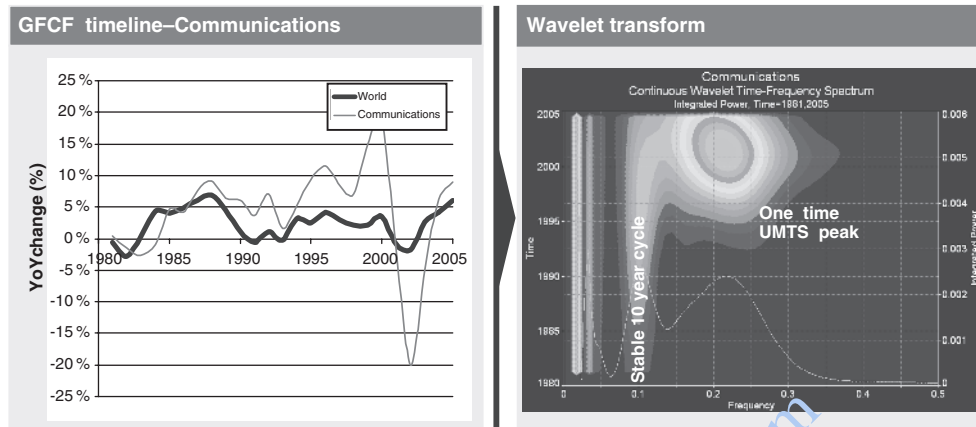 GFCF timeline–Communications
25 %
20 %
15 %
10 %
5 %
0 %
-5 %
-10 %
-15 %
-20 %
-25 %
YoYchange (%)
World
Communications
1980
1985
1990
1995
2000
2005
Wavelet transform
Communications
Continuous Wavelet Time-Frequency Spectrum
Integrated Power, Time=1981,2005
2005
2000
1995
1990
1985
1980
Time
0.006
0.005
0.004
0.003
0.002
0.001
0
Integrated Power
One time
UMTS peak
Stable 10 year cycle
0
0.1
0.2
0.3
0.4
0.5
Frequency